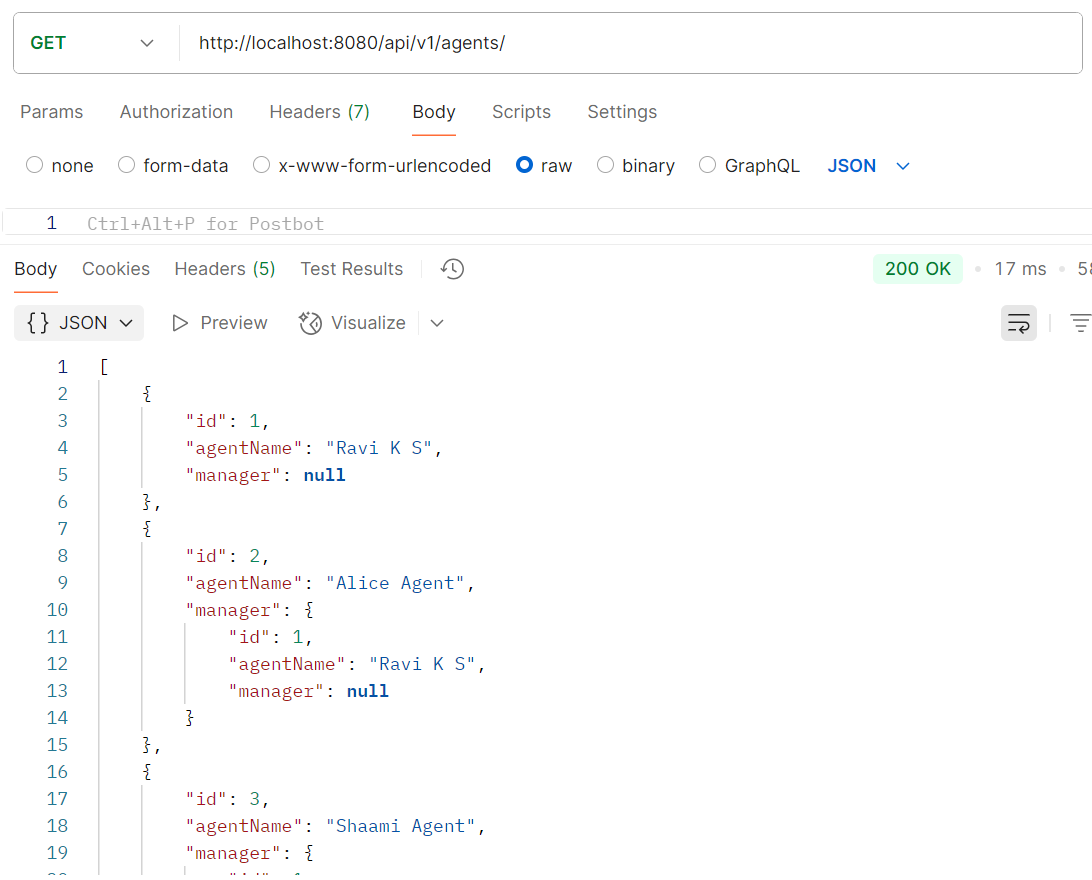 GET http://localhost:8080/api/v1/agents/
Params Authorization Headers (7) Body Scripts Settings
none form-data x-www-form-urlencoded raw binary GraphQL JSON
1 Ctrl+Alt+P for Postbot
Body Cookies Headers (5) Test Results 200 OK • 17 ms •
{} JSON Preview Visualize
1 [
2 {
3 "id": 1,
4 "agentName": "Ravi K S",
5 "manager": null
6 },
7 {
8 "id": 2,
9 "agentName": "Alice Agent",
10 "manager": {
11 "id": 1,
12 "agentName": "Ravi K S",
13 "manager": null
14 }
15 },
16 {
17 "id": 3,
18 "agentName": "Shaami Agent",
19 "manager": {